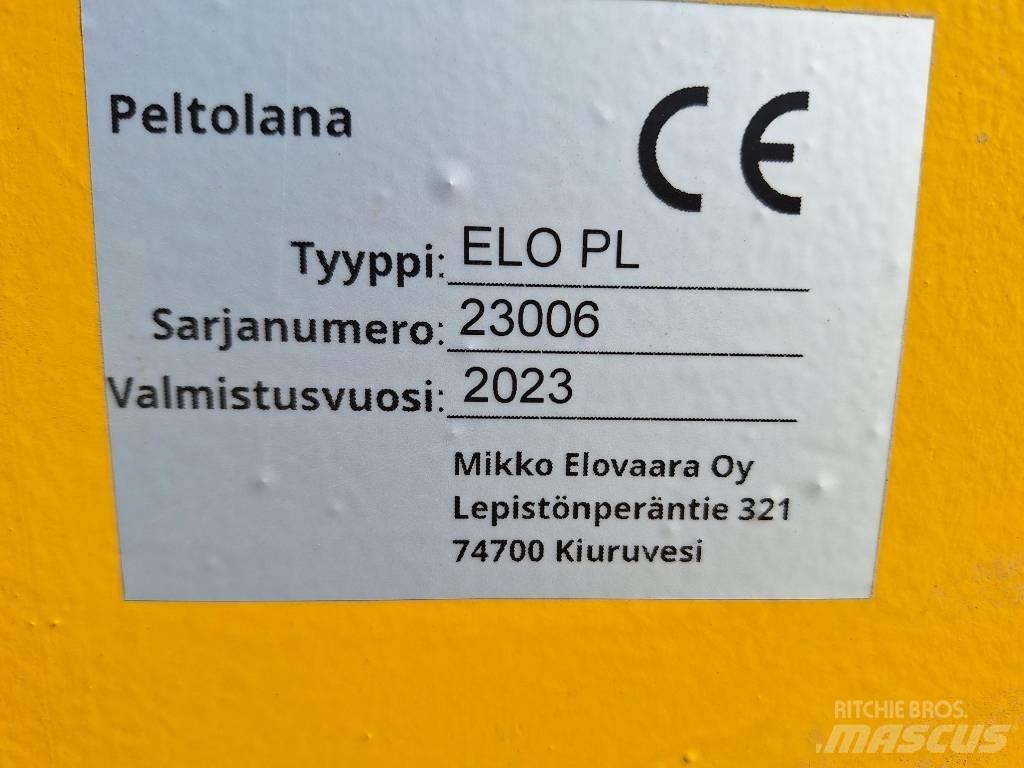 Peltolana CE
Tyyppi: ELO PL
Sarjanumero: 23006
Valmistusvuosi: 2023
Mikko Elovaara Oy
Lepistönperäntie 321
74700 Kiuruvesi
RITCHIE BROS.
MASCUS